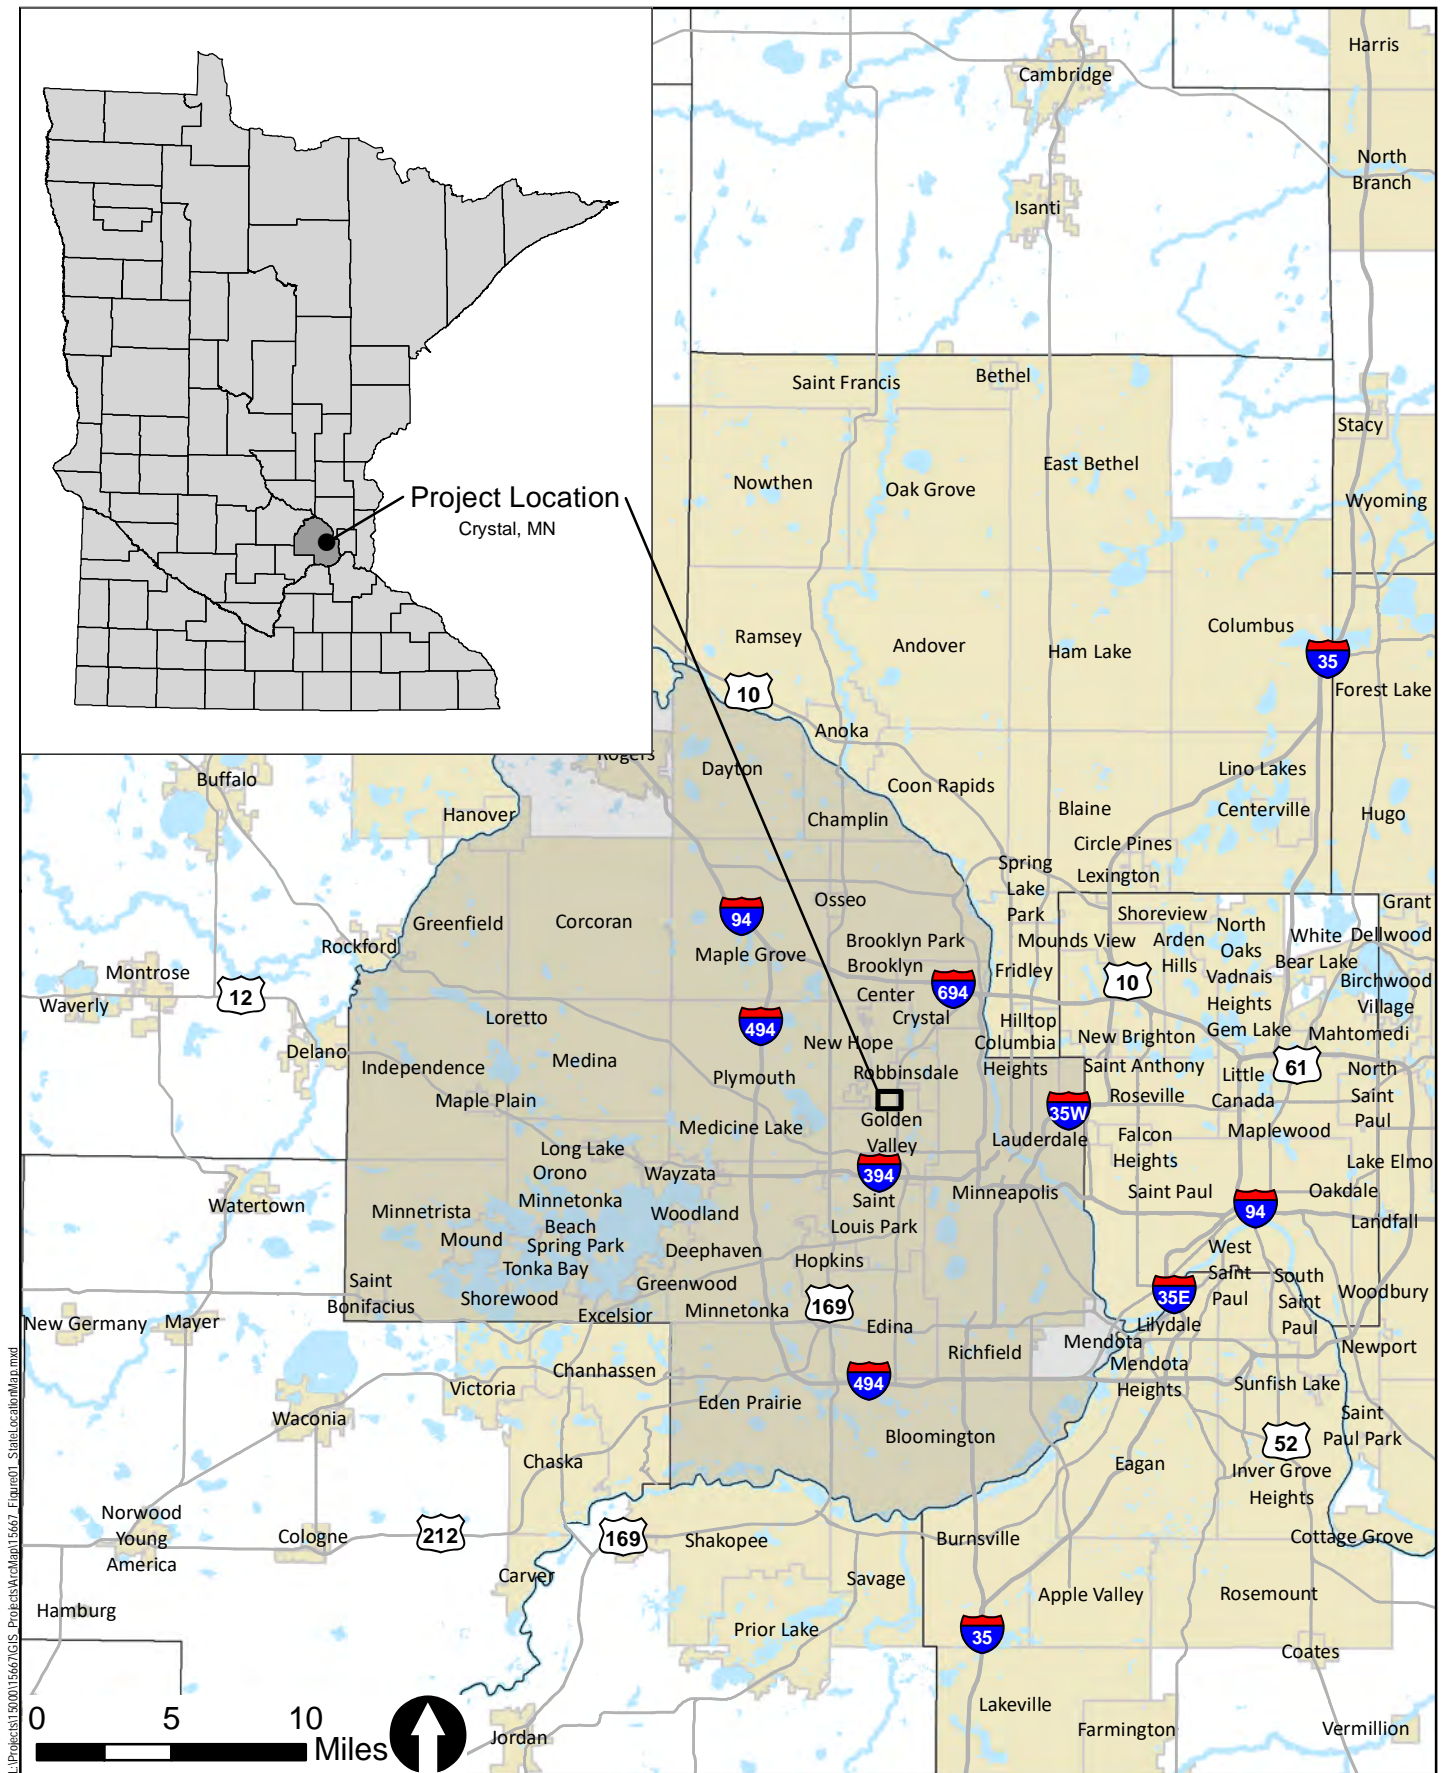 Project Location
Crystal, MN
Harris
Cambridge
North
Branch
Isanti
Saint Francis
Bethel
Stacy
East Bethel
Nowthen
Oak Grove
Wyoming
Columbus
Ramsey
Andover
Ham Lake
35
10
Forest Lake
Anoka
Rogers
Dayton
Lino Lakes
Buffalo
Coon Rapids
Hanover
Champlin
Blaine
Centerville
Hugo
Circle Pines
Spring
Lake
Park
Lexington
Osseo
Grant
94
Greenfield
Corcoran
Shoreview
North
Oaks
White
Bear Lake
Dellwood
Rockford
Maple Grove
Brooklyn Park
Brooklyn
Center
Mounds View
Arden
Hills
Fridley
Montrose
Waverly
12
694
10
Vadnais
Heights
Birchwood
Village
Loretto
494
Crystal
Hilltop
Columbia
Heights
New Brighton
Gem Lake
Mahtomedi
Delano
Independence
Medina
New Hope
Plymouth
Robbinsdale
Saint Anthony
Little
Canada
61
North
Saint
Paul
Maple Plain
Roseville
35W
Medicine Lake
Golden
Valley
Lauderdale
Falcon
Heights
Maplewood
Long Lake
Orono
Wayzata
394
Lake Elmo
Minnetonka
Beach
Minneapolis
Saint Paul
94
Oakdale
Watertown
Minnetrista
Woodland
Saint
Louis Park
Landfall
Mound
Spring Park
Tonka Bay
Deephaven
Hopkins
West
Saint
Paul
South
Saint
Paul
Saint
Bonifacius
Shorewood
Greenwood
Woodbury
Excelsior
Minnetonka
169
35E
New Germany
Mayer
Edina
Lilydale
Richfield
Mendota
Newport
Chanhassen
Mendota
Heights
Victoria
494
Sunfish Lake
Eden Prairie
Waconia
Saint
Paul Park
Bloomington
52
Chaska
Eagan
Inver Grove
Heights
Norwood
Young
America
Cologne
212
169
Shakopee
Burnsville
Cottage Grove
Carver
Savage
Apple Valley
Rosemount
Hamburg
Prior Lake
35
Coates
Lakeville
Jordan
Farmington
Vermillion
0 5 10
Miles
L:\Projects\15000\15667\GIS_Projects\ArcMap\15667_Figure01_StateLocationMap.mxd